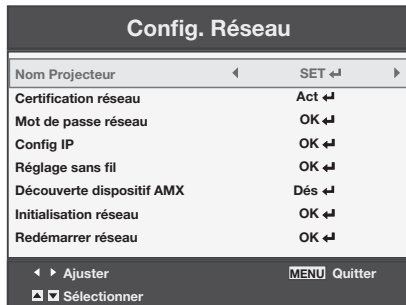 Config. Réseau
Nom Projecteur SET
Certification réseau Act
Mot de passe réseau OK
Config IP OK
Réglage sans fil OK
Découverte dispositif AMX Dés
Initialisation réseau OK
Redémarrer réseau OK
Ajuster MENU Quitter
Sélectionner